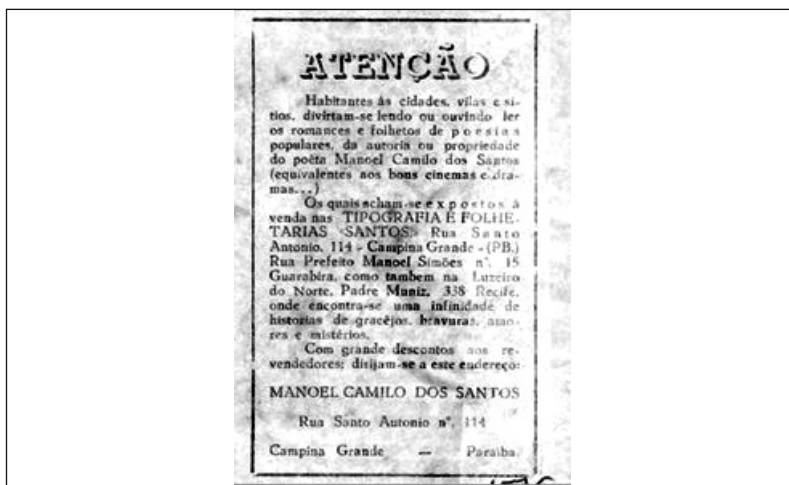 ATENÇÃO
Habitantes ás cidades, vilas e si-
tios, divirtam-se lendo ou ouvindo ler
os romances e folhetos de poesias
populares, da autoria ou propriedade
do poèta Manoel Camilo dos Santos
(equivalentes aos bons cinemas e dra-
mas...)
Os quais acham-se expostos á
venda nas TIPOGRAFIA E FOLHE-
TARIAS «SANTOS» Rua Santo
Antonio, 114 - Campina Grande - (PB.)
Rua Prefeito Manoel Simões nº. 15
Guarabira, como tambem na Luzeiro
do Norte, Padre Muniz, 338 Recife,
onde encontra-se uma infinidade de
historias de gracêjos, bravuras, amo-
res e mistérios.
Com grande descontos aos re-
vendedores; dirijam-se a este endereço:
MANOEL CAMILO DOS SANTOS
Rua Santo Antonio nº. 114
Campina Grande — Paraiba.